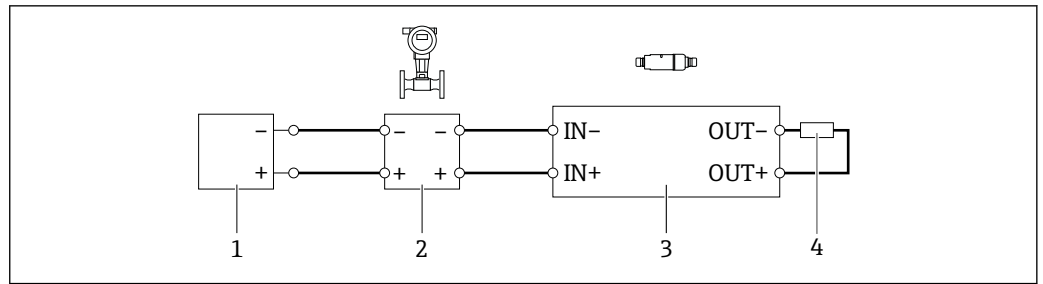 − − − IN− OUT−
+ + + IN+ OUT+
1 2 3 4